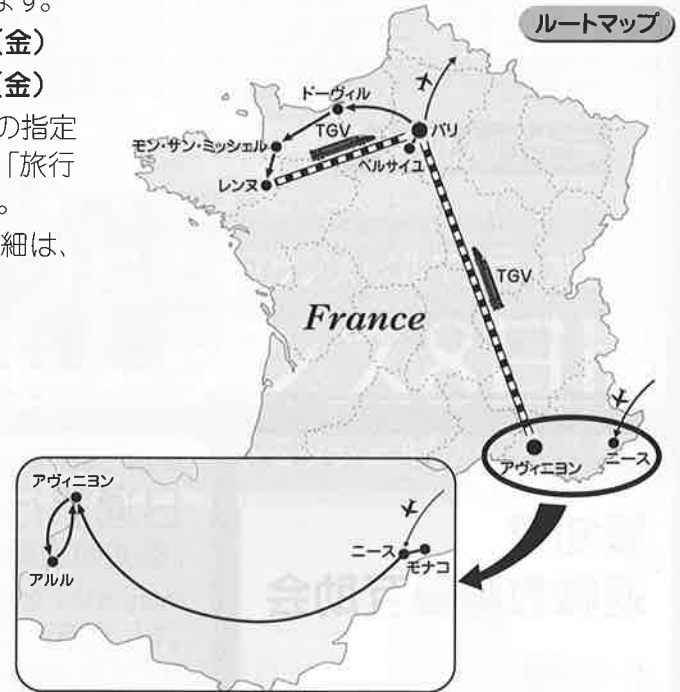 ます。
(金)
(金)
の指定
「旅行
。
細は、
ルートマップ
ドーヴィル
TGV
パリ
モン・サン・ミッシェル
ベルサイユ
レンヌ
TGV
France
アヴィニヨン
ニース
アヴィニヨン
アルル
ニース
モナコ